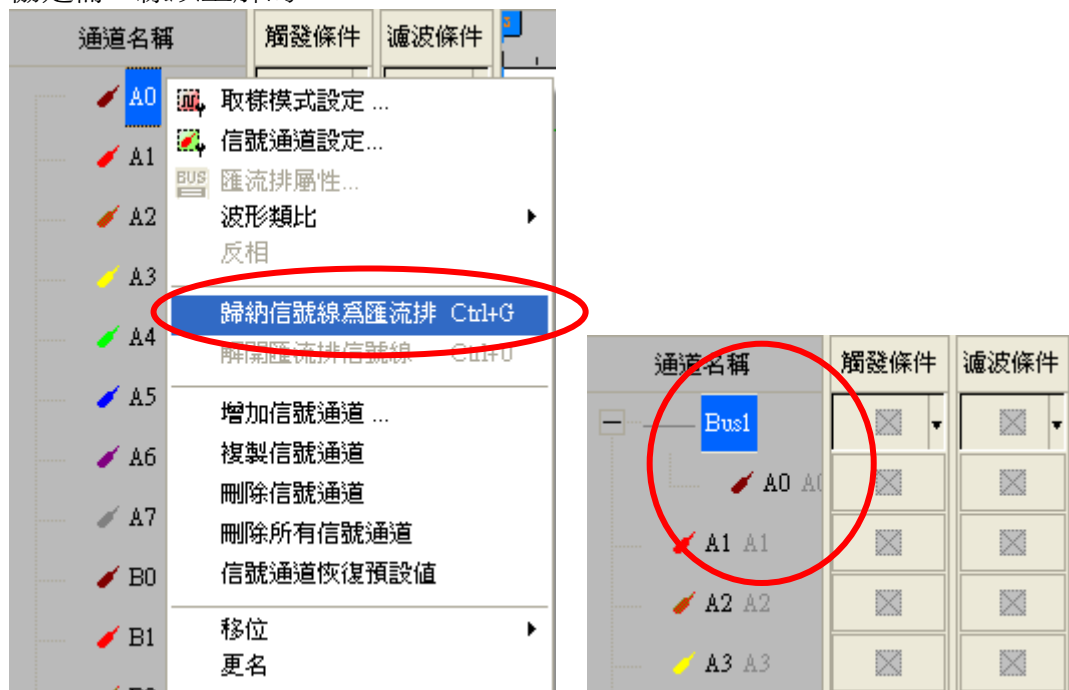 通道名稱 觸發條件 濾波條件
A0
A1
A2
A3
A4
A5
A6
A7
B0
B1
取樣模式設定 ...
信號通道設定...
BUS 匯流排屬性...
波形類比
反相
歸納信號線爲匯流排 Ctrl+G
解開匯流排信號線 Ctrl+U
增加信號通道 ...
複製信號通道
刪除信號通道
刪除所有信號通道
信號通道恢復預設值
移位
更名
通道名稱 觸發條件 濾波條件
Bus1
A0 A0
A1 A1
A2 A2
A3 A3